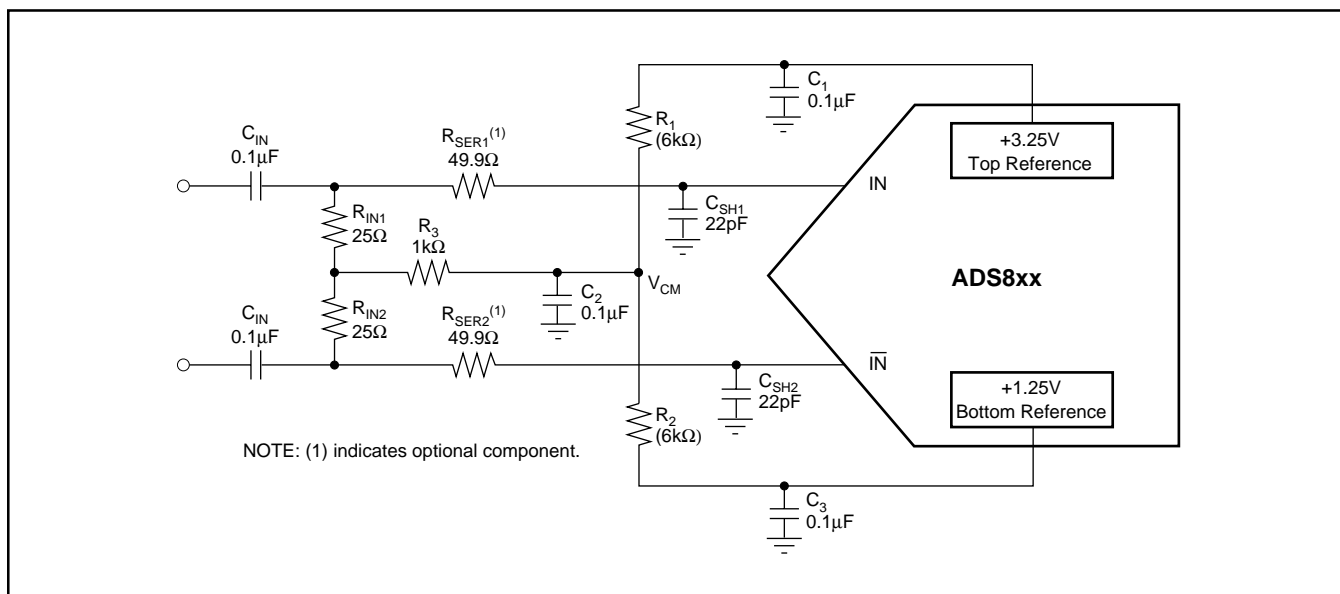 C1
0.1µF
R1
(6kΩ)
+3.25V
Top Reference
CIN
0.1µF
RSER1(1)
49.9Ω
IN
CSH1
22pF
RIN1
25Ω
R3
1kΩ
VCM
ADS8xx
C2
0.1µF
CIN
0.1µF
RIN2
25Ω
RSER2(1)
49.9Ω
I̅N̅
CSH2
22pF
+1.25V
Bottom Reference
R2
(6kΩ)
NOTE: (1) indicates optional component.
C3
0.1µF